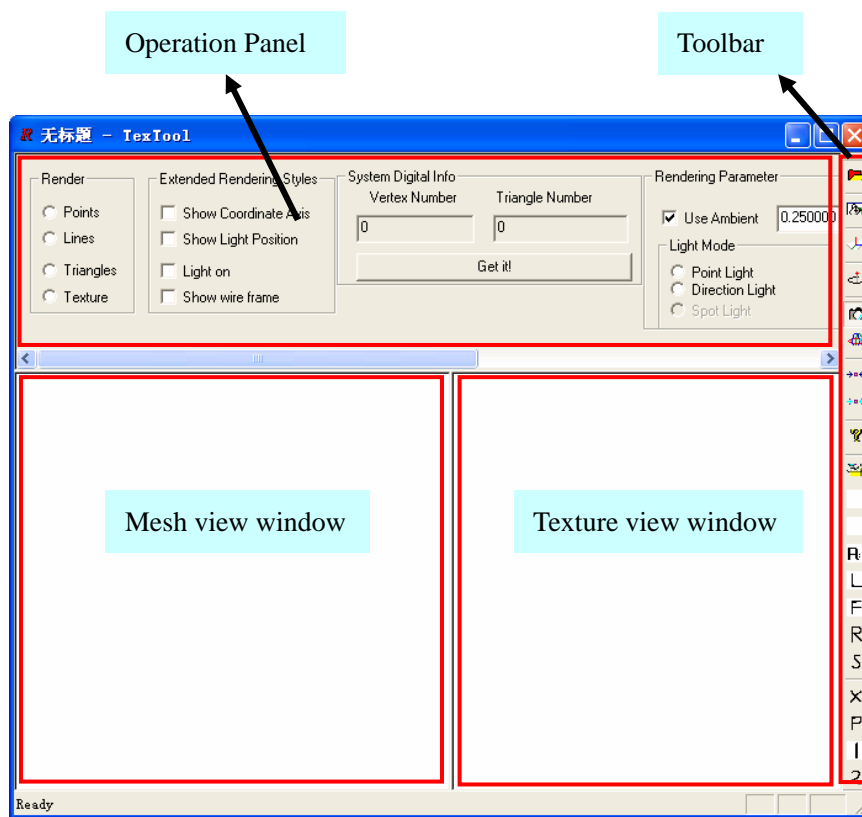 Operation Panel
Toolbar
无标题 - TexTool
Render
Points
Lines
Triangles
Texture
Extended Rendering Styles
Show Coordinate Axis
Show Light Position
Light on
Show wire frame
System Digital Info
Vertex Number
Triangle Number
0
0
Get it!
Rendering Parameter
Use Ambient
0.250000
Light Mode
Point Light
Direction Light
Spot Light
Mesh view window
Texture view window
L
F
R
S
X
P
1
2
Ready